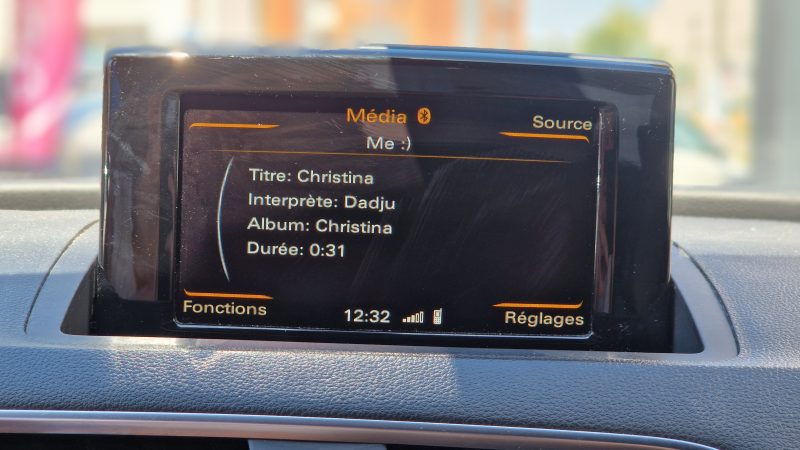 Média
Source
Me :)
Titre: Christina
Interprète: Dadju
Album: Christina
Durée: 0:31
Fonctions
12:32
Réglages